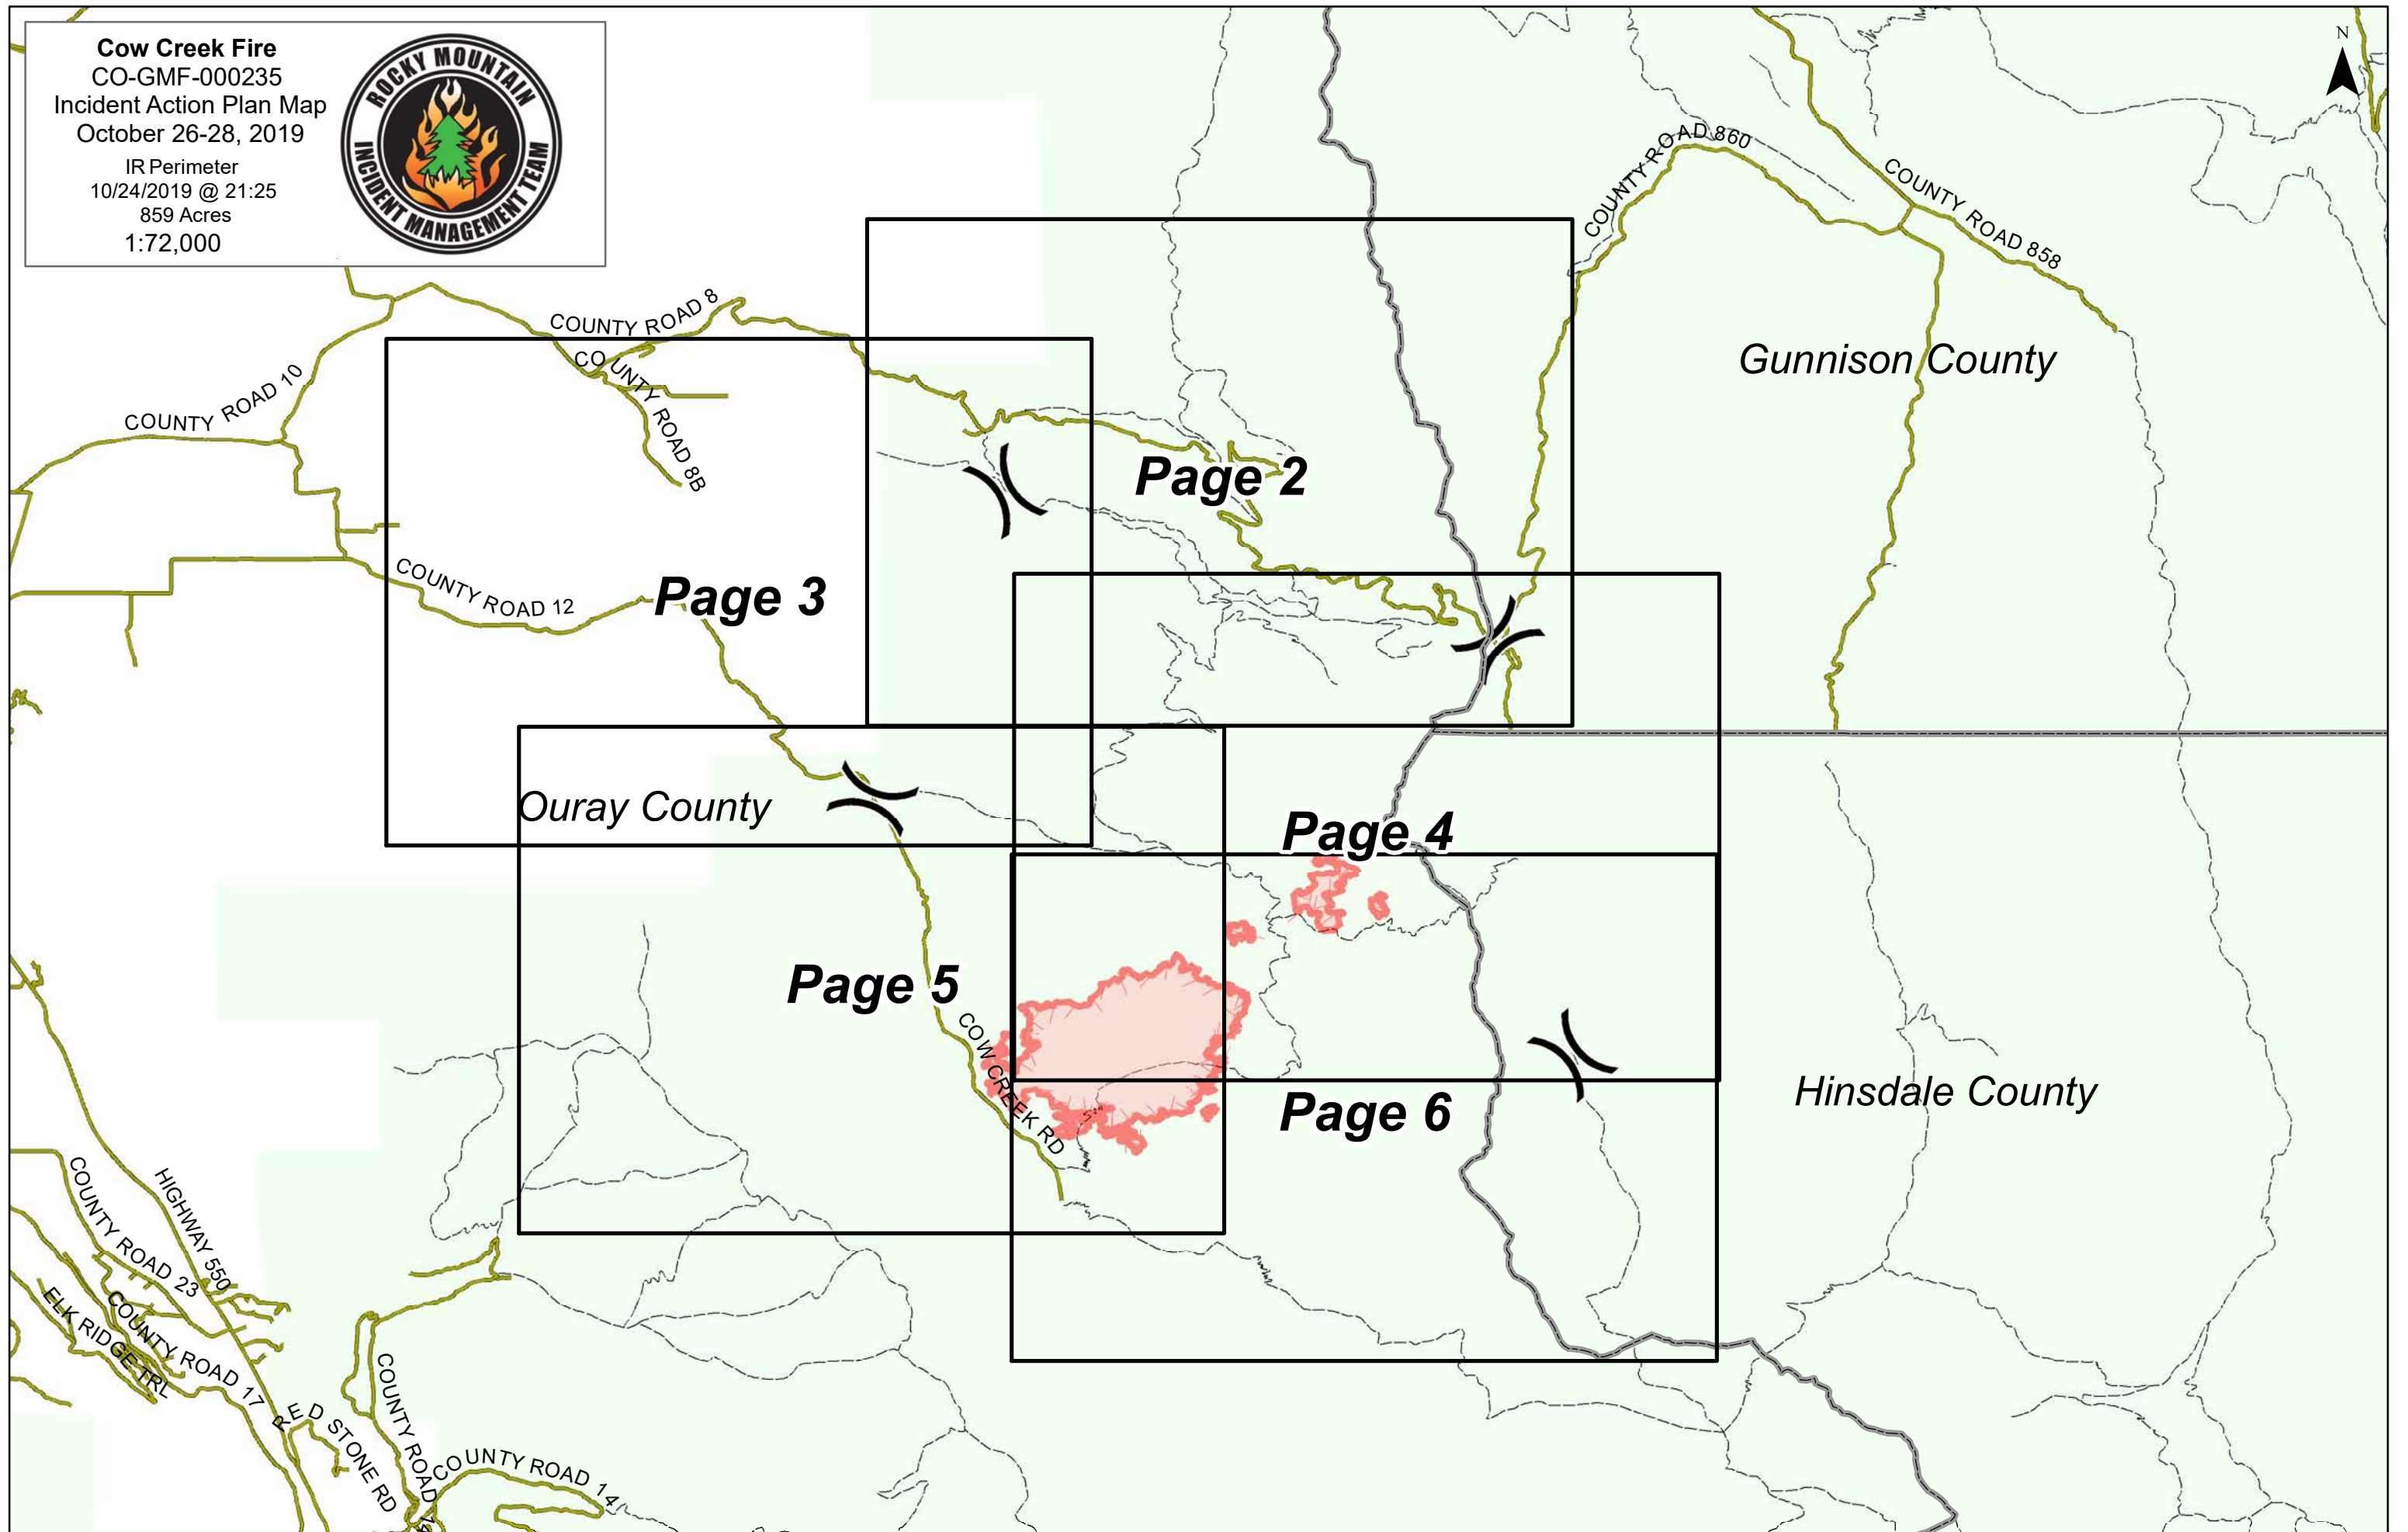 Cow Creek Fire
CO-GMF-000235
Incident Action Plan Map
October 26-28, 2019
IR Perimeter
10/24/2019 @ 21:25
859 Acres
1:72,000
ROCKY MOUNTAIN
INCIDENT MANAGEMENT TEAM
N
COUNTY ROAD 860
COUNTY ROAD 858
COUNTY ROAD 8
COUNTY ROAD 8B
COUNTY ROAD 10
Gunnison County
Page 2
COUNTY ROAD 12
Page 3
Ouray County
Page 4
Page 5
COW CREEK RD
Page 6
Hinsdale County
HIGHWAY 550
COUNTY ROAD 23
COUNTY ROAD 17
ELK RIDGE TRL
RED STONE RD
COUNTY ROAD
COUNTY ROAD 14